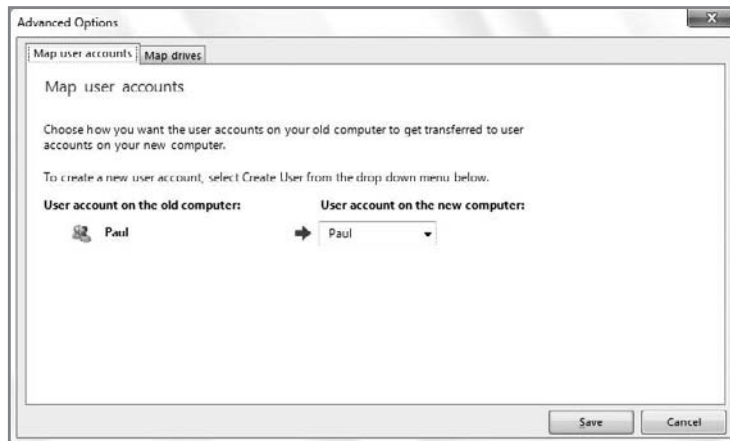 Advanced Options
Map user accounts
Map drives
Map user accounts
Choose how you want the user accounts on your old computer to get transferred to user
accounts on your new computer.
To create a new user account, select Create User from the drop down menu below.
User account on the old computer:
User account on the new computer:
Paul
Paul
Save
Cancel